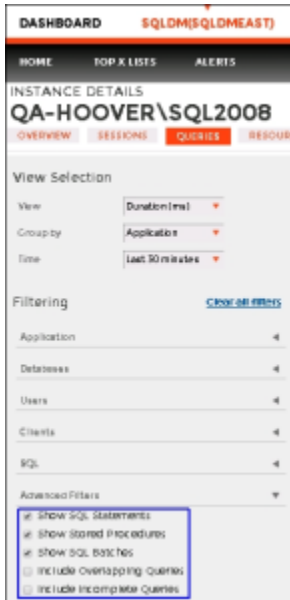 DASHBOARD SQLDM(SQLDMEAST)
HOME TOP X LISTS ALERTS
INSTANCE DETAILS
QA-HOOVER\SQL2008
OVERVIEW SESSIONS QUERIES RESOUR
View Selection
View Duration (ms)
Group by Application
Time Last 30 minutes
Filtering Clear all filters
Application
Databases
Users
Clients
SQL
Advanced Filters
Show SQL Statements
Show Stored Procedures
Show SQL Batches
Include Overlapping Queries
Include Incomplete Queries